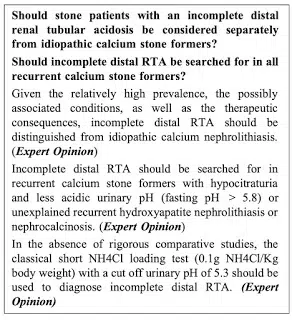 Should stone patients with an incomplete distal
renal tubular acidosis be considered separately
from idiopathic calcium stone formers?
Should incomplete distal RTA be searched for in all
recurrent calcium stone formers?
Given the relatively high prevalence, the possibly
associated conditions, as well as the therapeutic
consequences, incomplete distal RTA should be
distinguished from idiopathic calcium nephrolithiasis.
(Expert Opinion)
Incomplete distal RTA should be searched for in
recurrent calcium stone formers with hypocitraturia
and less acidic urinary pH (fasting pH > 5.8) or
unexplained recurrent hydroxyapatite nephrolithiasis or
nephrocalcinosis. (Expert Opinion)
In the absence of rigorous comparative studies, the
classical short NH4Cl loading test (0.1g NH4Cl/Kg
body weight) with a cut off urinary pH of 5.3 should be
used to diagnose incomplete distal RTA. (Expert
Opinion)